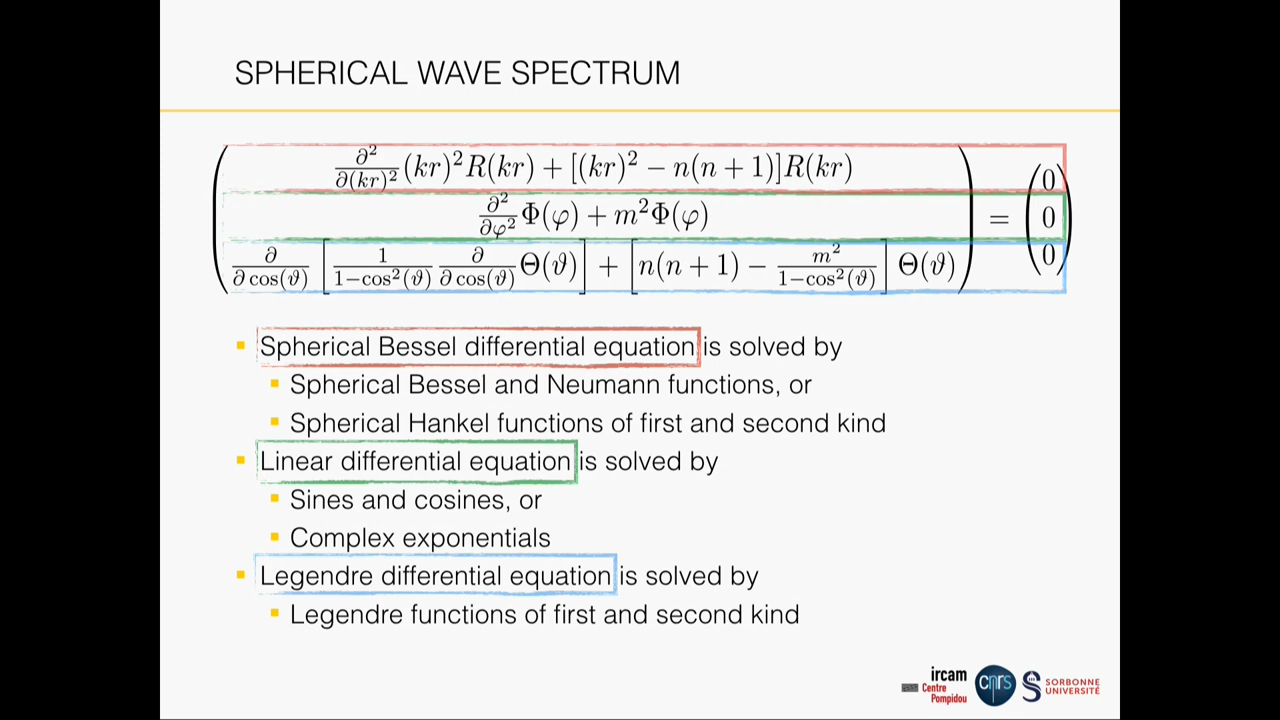 SPHERICAL WAVE SPECTRUM
∂²/∂(kr)² (kr)² R(kr) + [(kr)² − n(n + 1)]R(kr)
∂²/∂φ² Φ(φ) + m²Φ(φ)
∂/∂cos(ϑ) [1/1−cos²(ϑ) ∂/∂cos(ϑ) Θ(ϑ)] + [n(n + 1) − m²/1−cos²(ϑ)] Θ(ϑ)
= (0 0 0)
Spherical Bessel differential equation is solved by
Spherical Bessel and Neumann functions, or
Spherical Hankel functions of first and second kind
Linear differential equation is solved by
Sines and cosines, or
Complex exponentials
Legendre differential equation is solved by
Legendre functions of first and second kind
ircam
Centre
Pompidou
cnrs
SORBONNE
UNIVERSITÉ